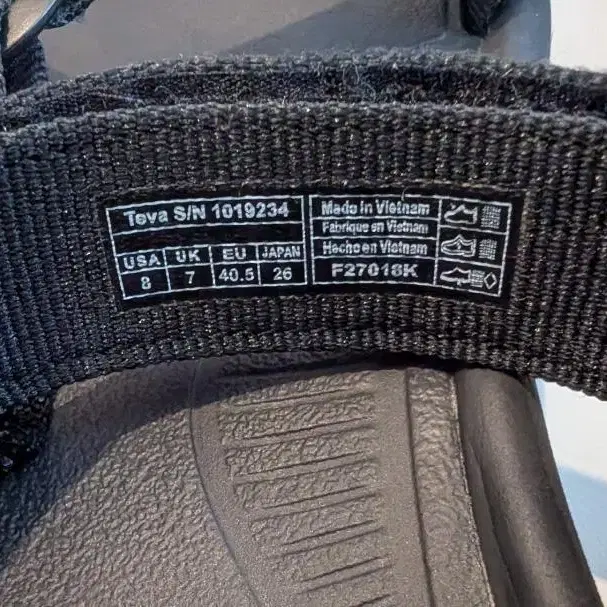 Teva S/N 1019234
USA UK EU JAPAN
8 7 40.5 26
Made in Vietnam
Fabriqué en Vietnam
Hecho en Vietnam
F27018K